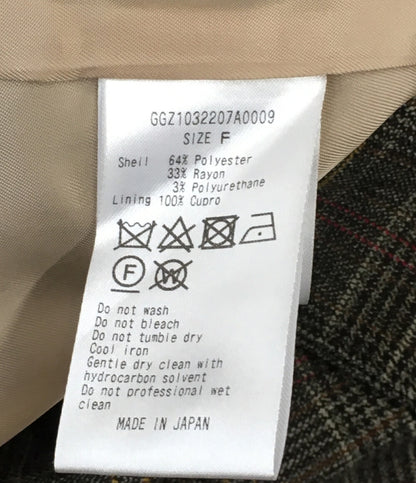 GGZ1032207A0009
SIZE F
Shell 64% Polyester
33% Rayon
3% Polyurethane
Lining 100% Cupro
F W
Do not wash
Do not bleach
Do not tumble dry
Cool iron
Gentle dry clean with
hydrocarbon solvent
Do not professional wet
clean
MADE IN JAPAN